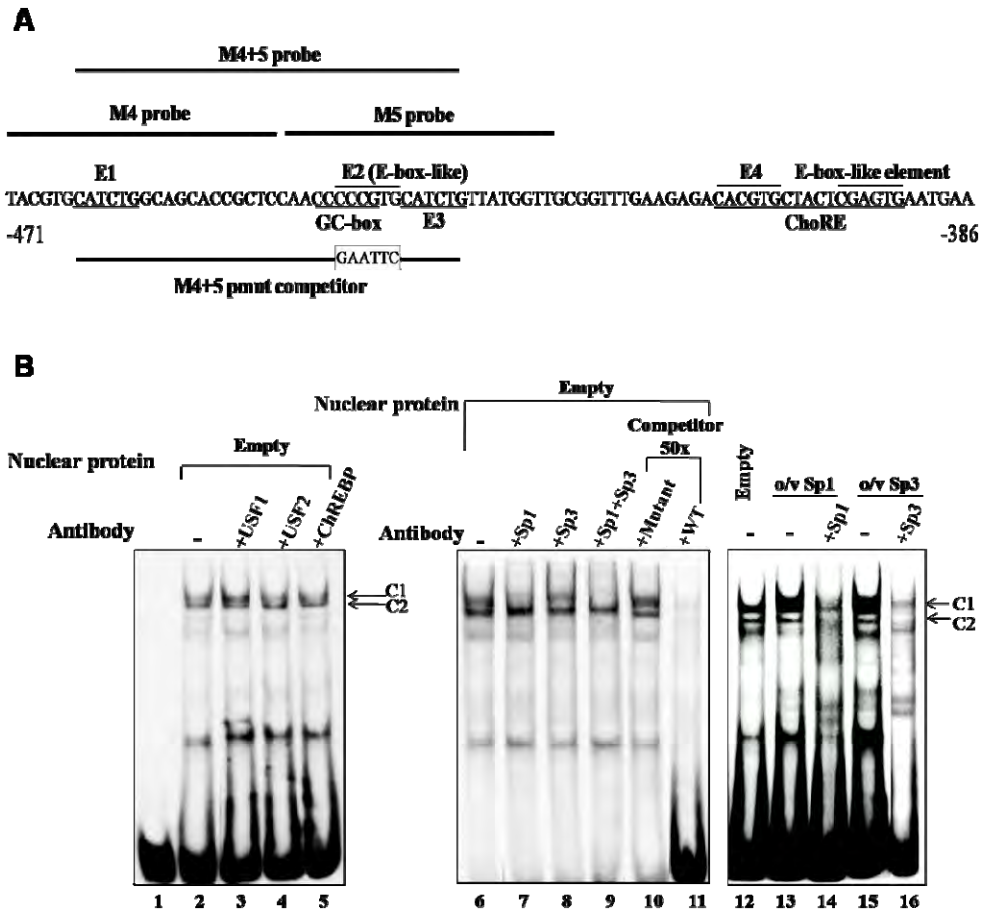 A
M4+5 probe
M4 probe
M5 probe
E1
E2 (E-box-like)
E4
E-box-like element
TACGTGCATCTGGCAGCACCGCTCCAACCCCCGTGCATCTGTTATGGTTGCGGTTTGAAGAGACACGTGCTACTCGAGTGAATGAA
GC-box
E3
ChoRE
-471
-386
GAATTC
M4+5 pmut competitor
B
Nuclear protein
Empty
Antibody
-
+USF1
+USF2
+ChREBP
C1
C2
1 2 3 4 5
Nuclear protein
Empty
Competitor
50x
Antibody
-
+Sp1
+Sp3
+Sp1+Sp3
+Mutant
+WT
6 7 8 9 10 11
Empty
o/v Sp1
o/v Sp3
-
-
+Sp1
-
+Sp3
C1
C2
12 13 14 15 16